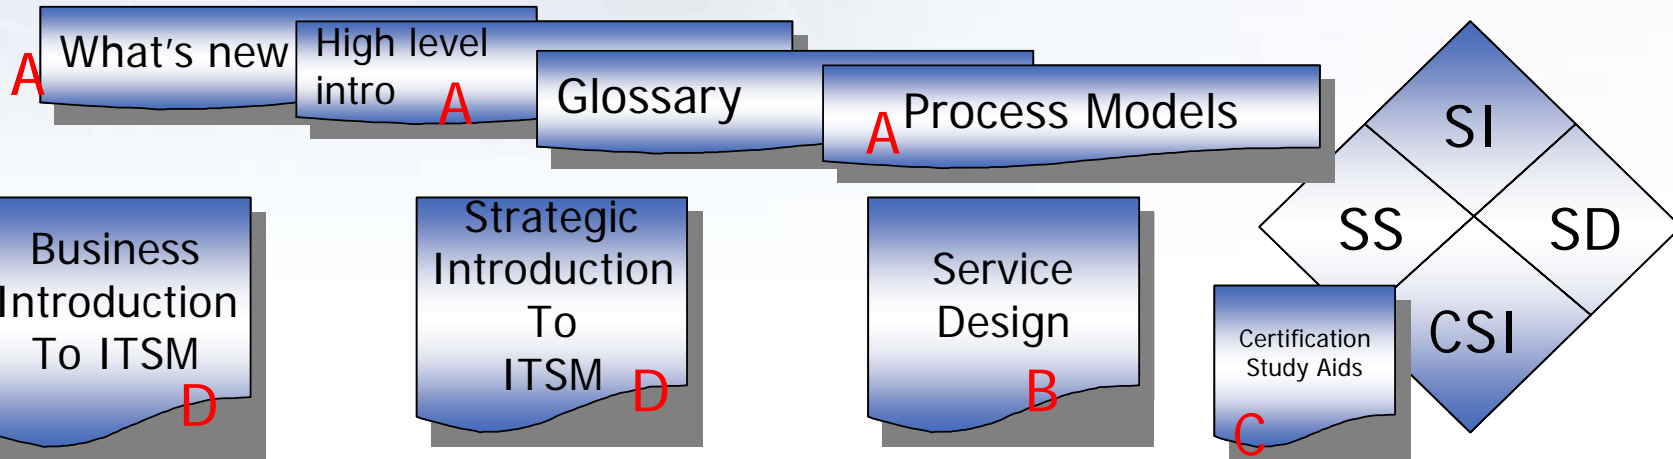 What's new
A
High level
intro
A
Glossary
Process Models
A
SI
SS
SD
CSI
Business
Introduction
To ITSM
D
Strategic
Introduction
To
ITSM
D
Service
Design
B
Certification
Study Aids
C